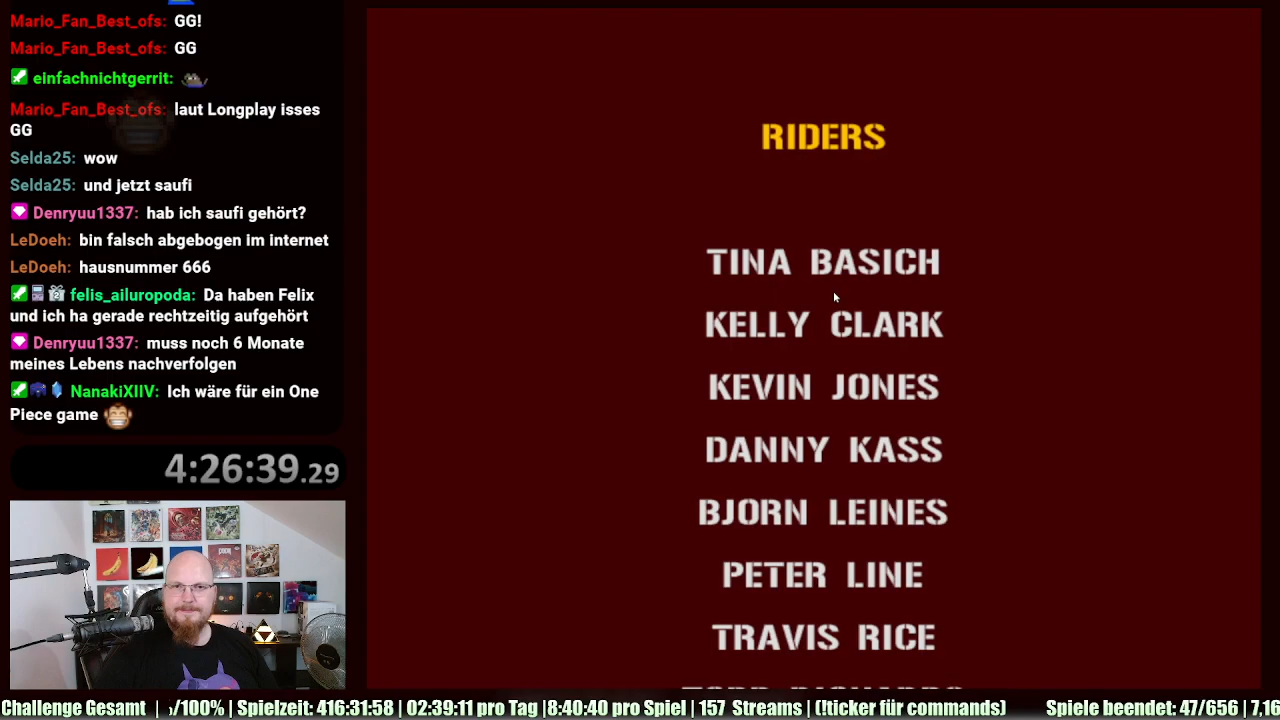 Mario_Fan_Best_ofs: GG!
Mario_Fan_Best_ofs: GG
einfachnichtgerrit:
Mario_Fan_Best_ofs: laut Longplay isses
GG
Selda25: wow
Selda25: und jetzt saufi
Denryuu1337: hab ich saufi gehört?
LeDoeh: bin falsch abgebogen im internet
LeDoeh: hausnummer 666
felis_ailuropoda: Da haben Felix
und ich ha gerade rechtzeitig aufgehört
Denryuu1337: muss noch 6 Monate
meines Lebens nachverfolgen
NanakiXIIV: Ich wäre für ein One
Piece game
4:26:39.29
RIDERS
TINA BASICH
KELLY CLARK
KEVIN JONES
DANNY KASS
BJORN LEINES
PETER LINE
TRAVIS RICE
Challenge Gesamt | /100% | Spielzeit: 416:31:58 | 02:39:11 pro Tag |8:40:40 pro Spiel | 157 Streams | (!ticker für commands) Spiele beendet: 47/656 | 7,16